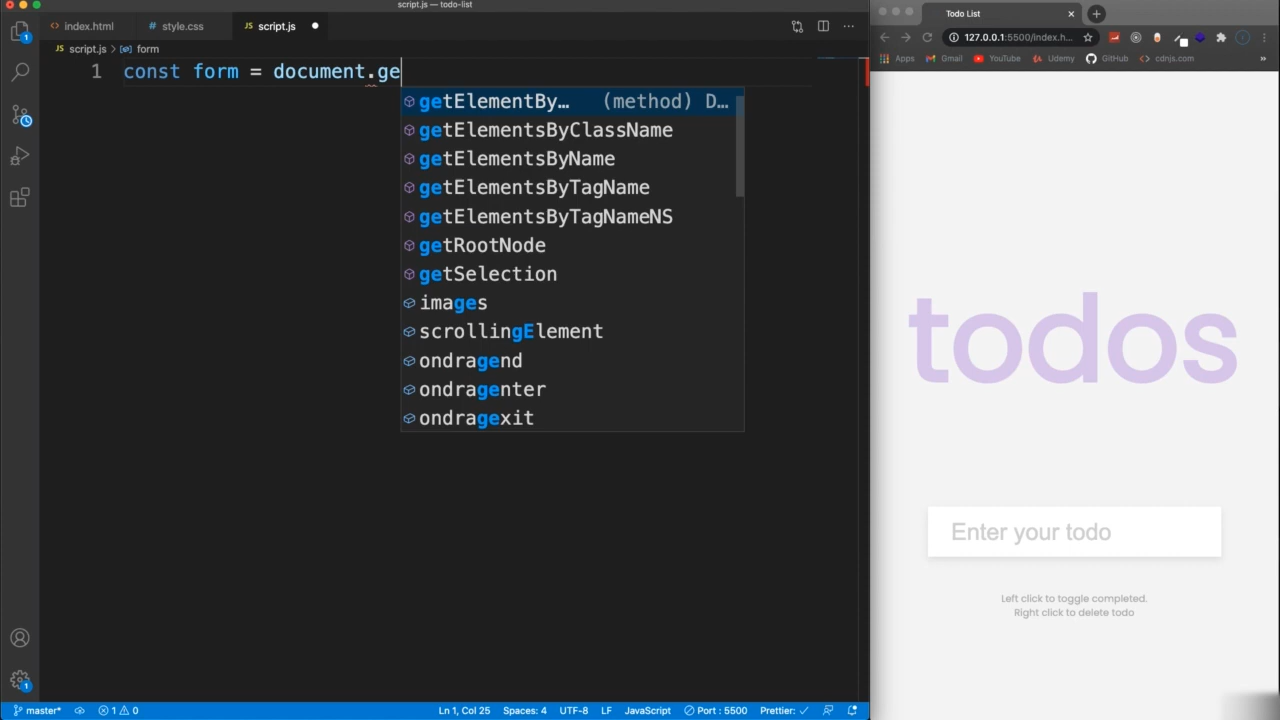 script.js — todo-list
index.html
style.css
script.js
script.js > form
1 const form = document.ge
getElementBy… (method) D…
getElementsByClassName
getElementsByName
getElementsByTagName
getElementsByTagNameNS
getRootNode
getSelection
images
scrollingElement
ondragend
ondragenter
ondragexit
1
1
master* 1 0 Ln 1, Col 25 Spaces: 4 UTF-8 LF JavaScript Port : 5500 Prettier: ✓
Todo List
127.0.0.1:5500/index.h...
Apps Gmail YouTube Udemy GitHub cdnjs.com »
todos
Enter your todo
Left click to toggle completed.
Right click to delete todo